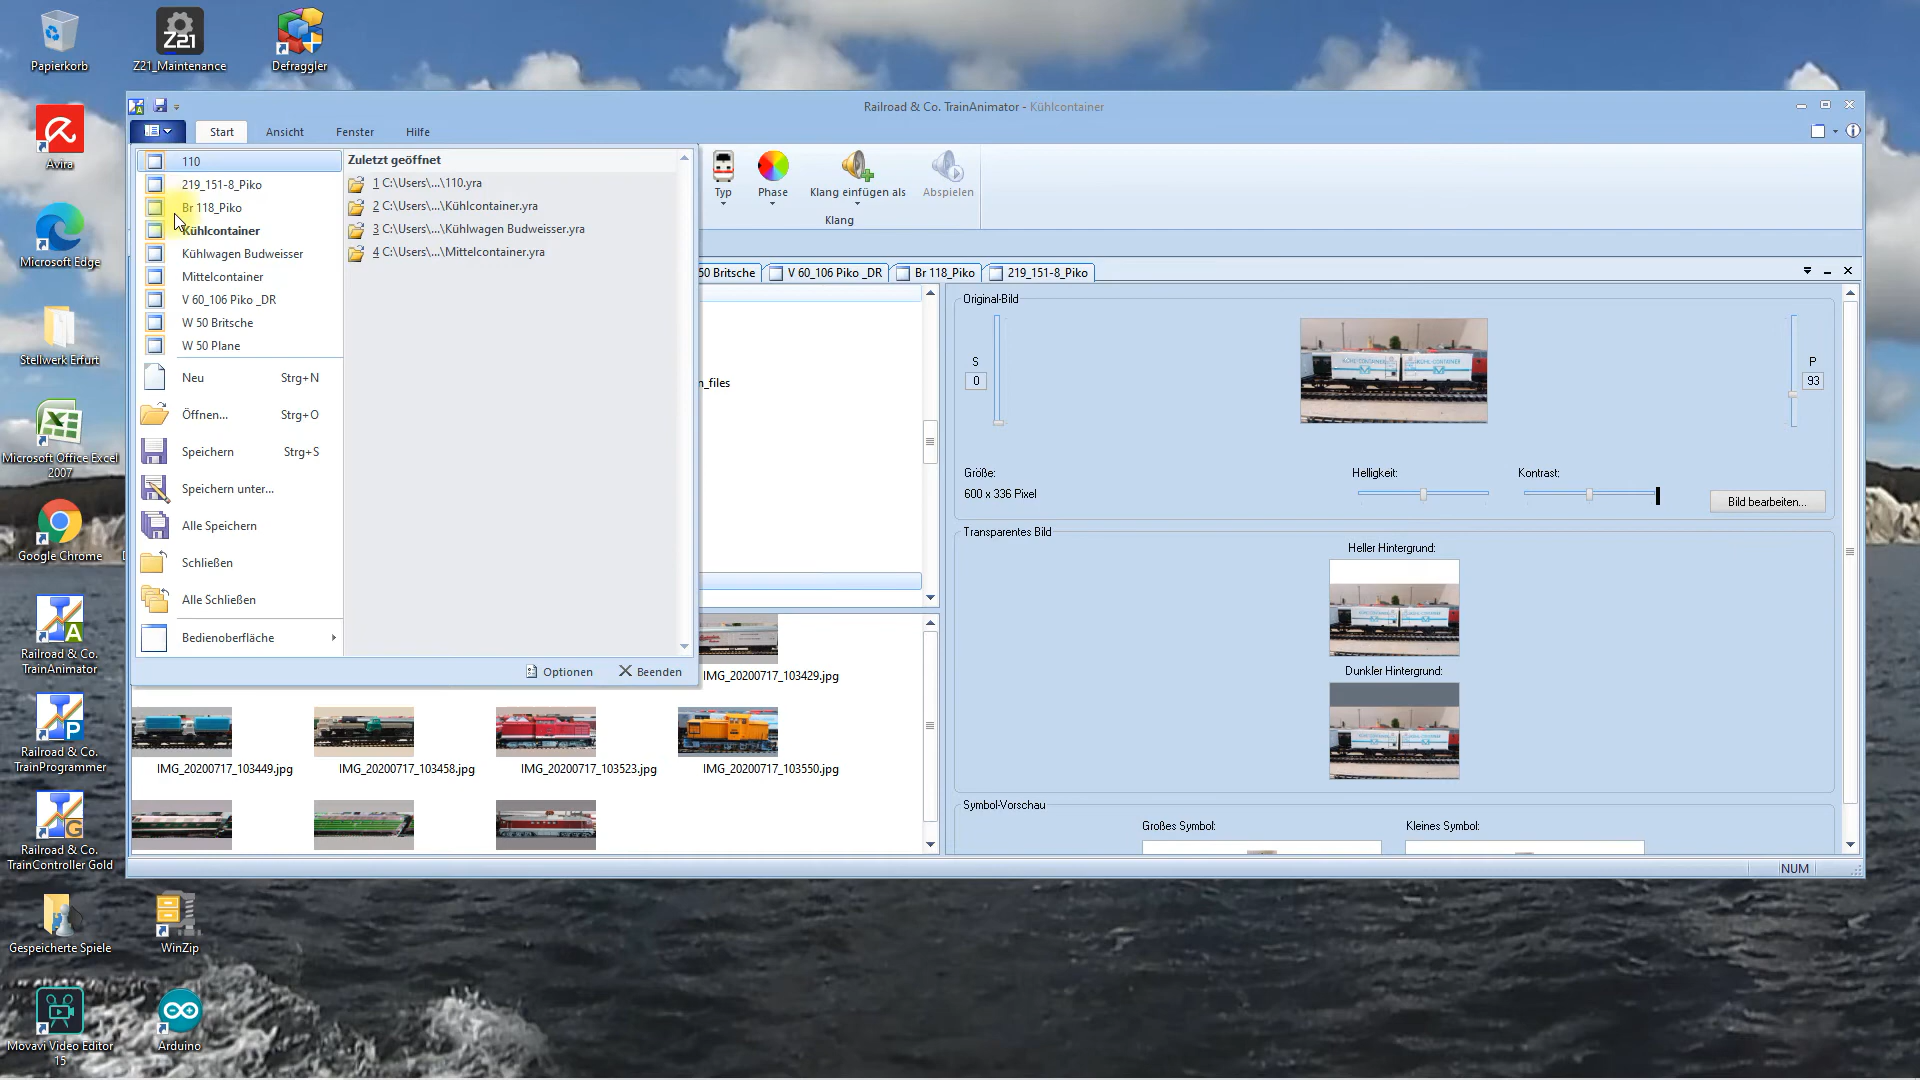 Papierkorb
Z21
Z21_Maintenance
Defraggler
Avira
Microsoft Edge
Stellwerk Erfurt
Microsoft Office Excel
2007
Google Chrome
Railroad & Co.
TrainAnimator
Railroad & Co.
TrainProgrammer
Railroad & Co.
TrainController Gold
Gespeicherte Spiele
WinZip
Movavi Video Editor
15
Arduino
Railroad & Co. TrainAnimator - Kühlcontainer
Start
Ansicht
Fenster
Hilfe
110
219_151-8_Piko
Br 118_Piko
Kühlcontainer
Kühlwagen Budweisser
Mittelcontainer
V 60_106 Piko _DR
W 50 Britsche
W 50 Plane
Neu Strg+N
Öffnen... Strg+O
Speichern Strg+S
Speichern unter...
Alle Speichern
Schließen
Alle Schließen
Bedienoberfläche
Zuletzt geöffnet
1 C:\Users\...\110.yra
2 C:\Users\...\Kühlcontainer.yra
3 C:\Users\...\Kühlwagen Budweisser.yra
4 C:\Users\...\Mittelcontainer.yra
Optionen
Beenden
Typ
Phase
Klang einfügen als
Abspielen
Klang
50 Britsche
V 60_106 Piko _DR
Br 118_Piko
219_151-8_Piko
n_files
IMG_20200717_103429.jpg
IMG_20200717_103449.jpg
IMG_20200717_103458.jpg
IMG_20200717_103523.jpg
IMG_20200717_103550.jpg
Original-Bild
S
0
P
93
Größe:
600 x 336 Pixel
Helligkeit:
Kontrast:
Bild bearbeiten...
Transparentes Bild
Heller Hintergrund:
Dunkler Hintergrund:
Symbol-Vorschau
Großes Symbol:
Kleines Symbol:
NUM